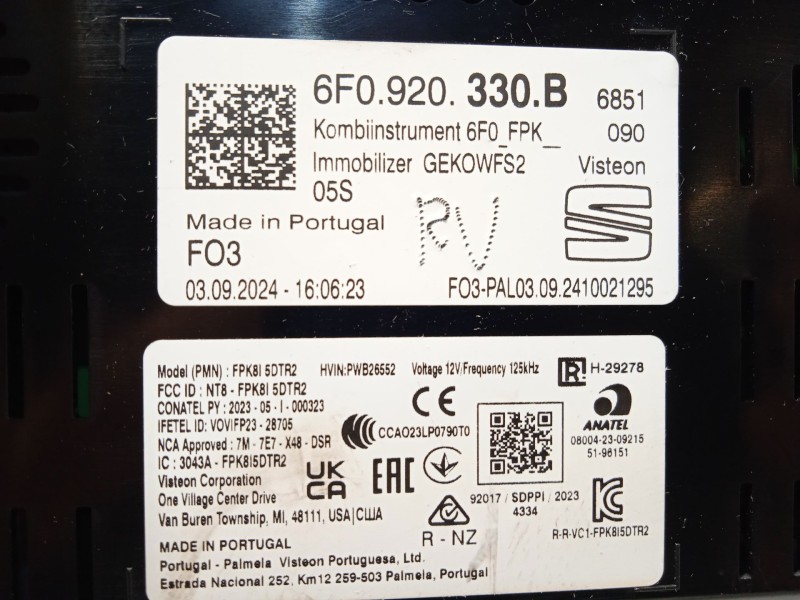 6F0.920. 330.B 6851
Kombiinstrument 6F0_FPK__ 090
Immobilizer GEKOWFS2 Visteon
05S
RV
Made in Portugal
FO3
03.09.2024 - 16:06:23 FO3-PAL03.09.2410021295
Model (PMN) : FPK8I 5DTR2 HVIN:PWB26552 Voltage 12V/Frequency 125kHz R H-29278
FCC ID : NT8 - FPK8I 5DTR2
CONATEL PY : 2023 - 05 - I - 000323
IFETEL ID: VOVIFP23 - 28705
NCA Approved : 7M - 7E7 - X48 - DSR
IC : 3043A - FPK8I5DTR2
Visteon Corporation
One Village Center Drive
Van Buren Township, MI, 48111, USA|США
CE
CCAO23LP0790T0
ANATEL
08004-23-09215
51-96151
UK
CA
EAC
92017 / SDPPI / 2023
4334
R - NZ
KC
R-R-VC1-FPK8I5DTR2
MADE IN PORTUGAL
Portugal - Palmela Visteon Portuguesa, Ltd.
Estrada Nacional 252, Km12 259-503 Palmela, Portugal